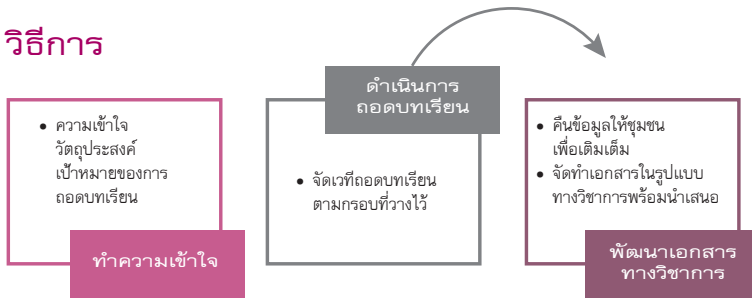 วิธีการ
• ความเข้าใจ
วัตถุประสงค์
เป้าหมายของการ
ถอดบทเรียน
ทำความเข้าใจ
ดำเนินการ
ถอดบทเรียน
• จัดเวทีถอดบทเรียน
ตามกรอบที่วางไว้
• คืนข้อมูลให้ชุมชน
เพื่อเติมเต็ม
• จัดทำเอกสารในรูปแบบ
ทางวิชาการพร้อมนำเสนอ
พัฒนาเอกสาร
ทางวิชาการ